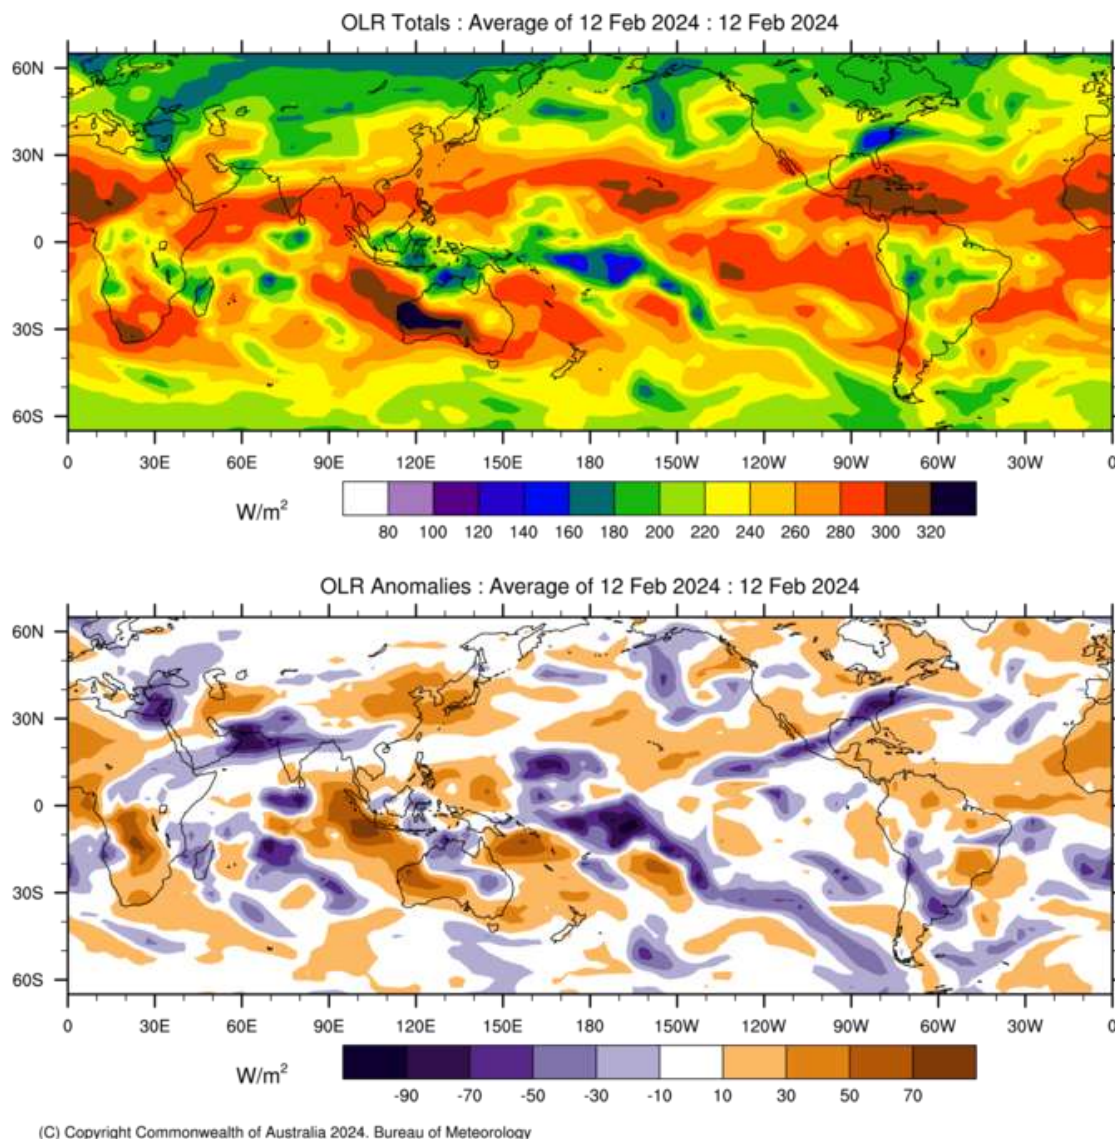 OLR Totals : Average of 12 Feb 2024 : 12 Feb 2024
60N
30N
0
30S
60S
0 30E 60E 90E 120E 150E 180 150W 120W 90W 60W 30W 0
W/m²
80 100 120 140 160 180 200 220 240 260 280 300 320
OLR Anomalies : Average of 12 Feb 2024 : 12 Feb 2024
60N
30N
0
30S
60S
0 30E 60E 90E 120E 150E 180 150W 120W 90W 60W 30W 0
W/m²
-90 -70 -50 -30 -10 10 30 50 70
(C) Copyright Commonwealth of Australia 2024. Bureau of Meteorology